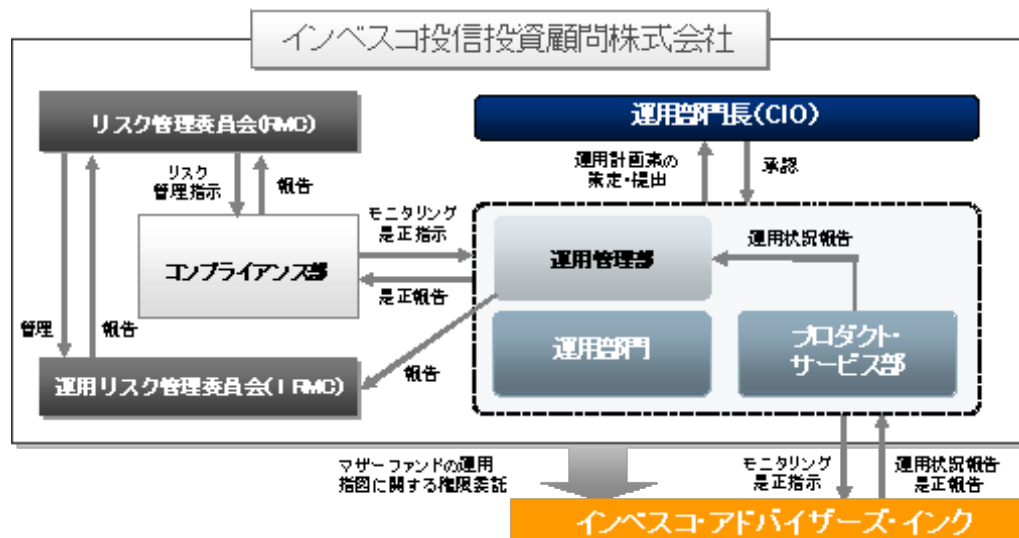 インベスコ投信投資顧問株式会社
リスク管理委員会(RMC)
運用部門長(CIO)
リスク
管理指示
報告
運用計画案の
策定・提出
承認
モニタリング
是正指示
運用状況報告
コンプライアンス部
運用管理部
是正報告
管理
報告
運用部門
プロダクト・
サービス部
報告
運用リスク管理委員会(IRMC)
マザーファンドの運用
指図に関する権限委託
モニタリング
是正指示
運用状況報告
是正報告
インベスコ・アドバイザーズ・インク